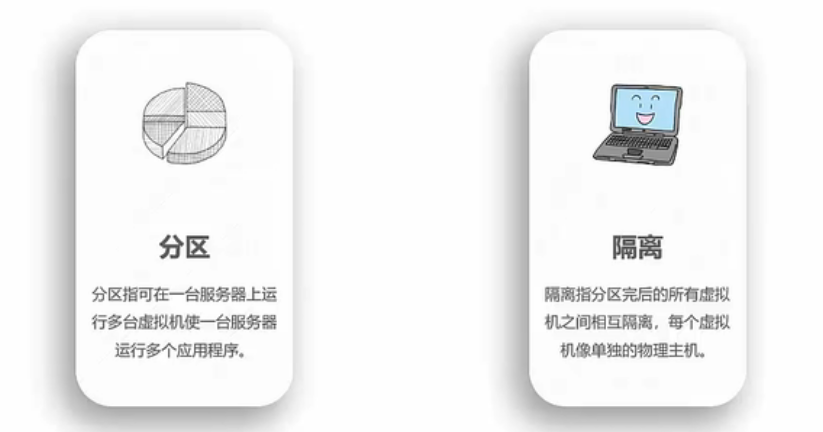 分区
分区指可在一台服务器上运
行多台虚拟机使一台服务器
运行多个应用程序。
隔离
隔离指分区完后的所有虚拟
机之间相互隔离，每个虚拟
机像单独的物理主机。